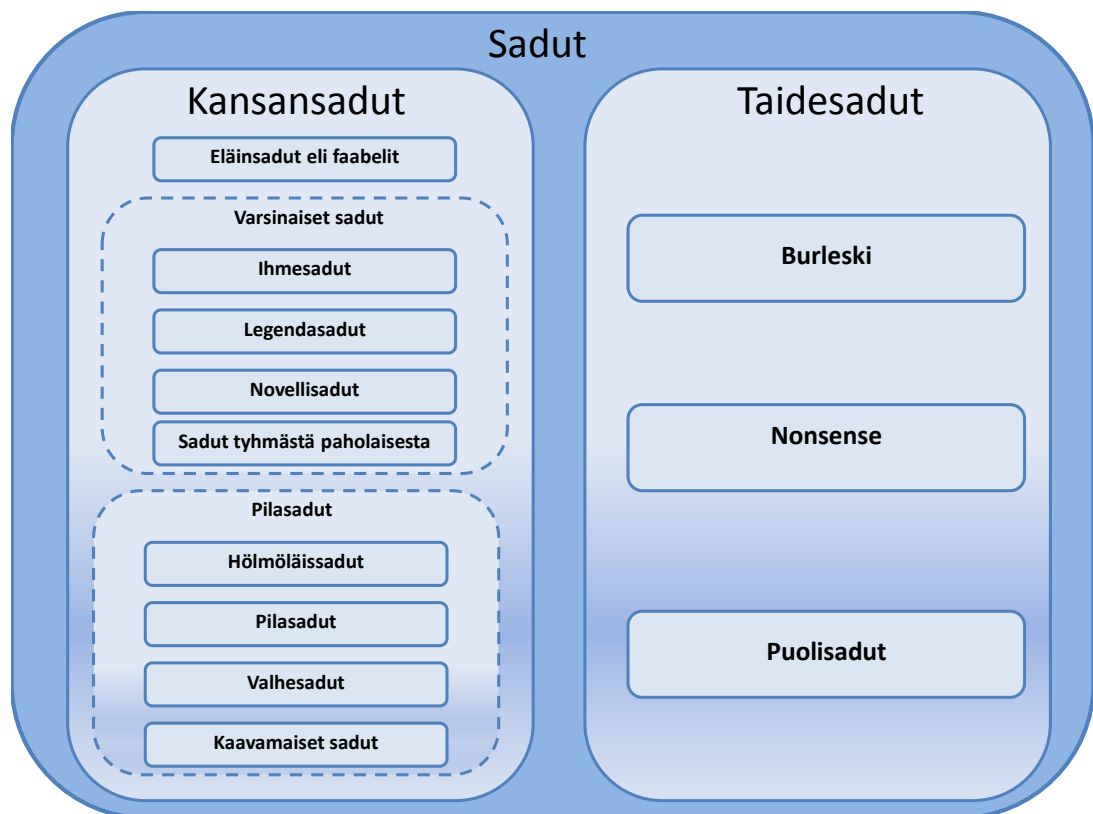 Sadut
Kansansadut
Eläinsadut eli faabelit
Varsinaiset sadut
Ihmesadut
Legendasadut
Novellisadut
Sadut tyhmästä paholaisesta
Pilasadut
Hölmöläissadut
Pilasadut
Valhesadut
Kaavamaiset sadut
Taidesadut
Burleski
Nonsense
Puolisadut